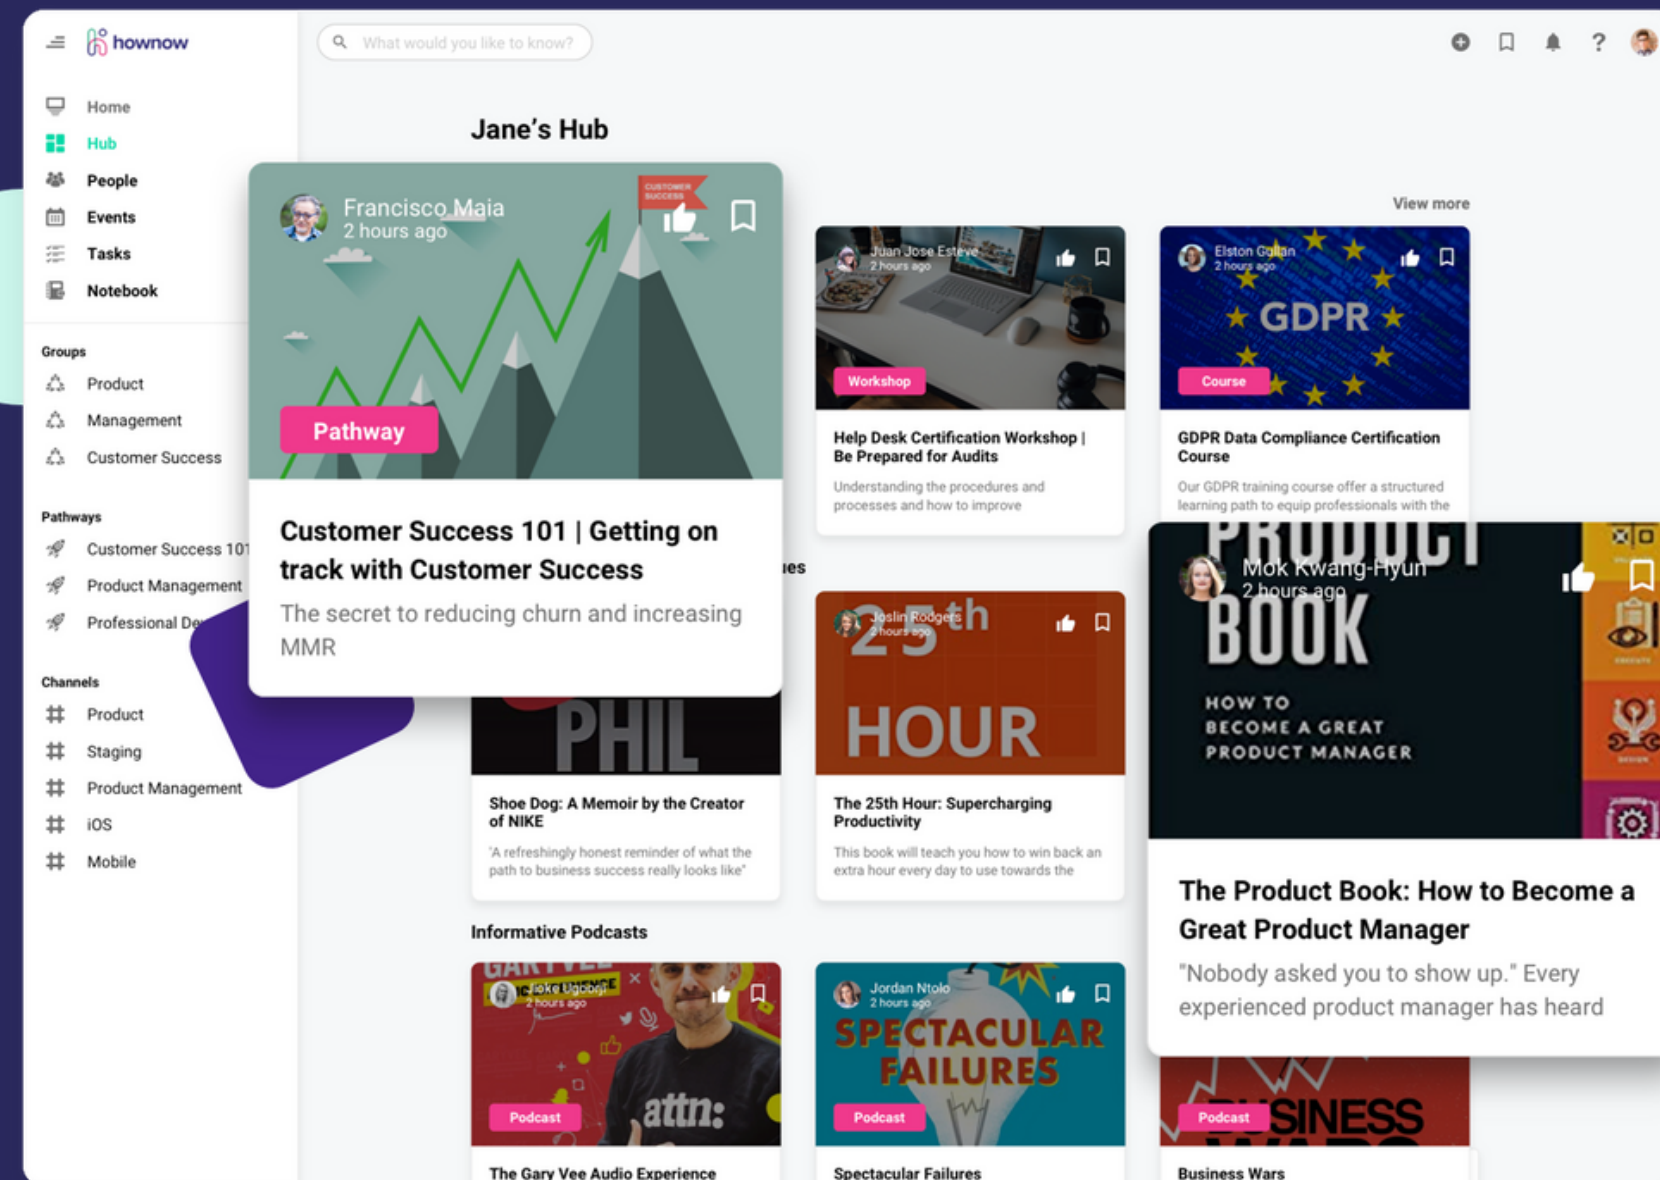 hownow
What would you like to know?
Home
Hub
People
Events
Tasks
Notebook
Groups
Product
Management
Customer Success
Pathways
Customer Success 101
Product Management
Professional
Channels
Product
Staging
Product Management
iOS
Mobile
Jane's Hub
View more
CUSTOMER
SUCCESS
Francisco Maia
2 hours ago
Pathway
Customer Success 101 | Getting on
track with Customer Success
The secret to reducing churn and increasing
MMR
Juan Jose Esteve
2 hours ago
Workshop
Help Desk Certification Workshop |
Be Prepared for Audits
Understanding the procedures and
processes and how to improve
Elston Gullan
2 hours ago
GDPR
Course
GDPR Data Compliance Certification
Course
Our GDPR training course offer a structured
learning path to equip professionals with the
PHIL
Shoe Dog: A Memoir by the Creator
of NIKE
"A refreshingly honest reminder of what the
path to business success really looks like"
Joslin Rodgers
2 hours ago
25th
HOUR
The 25th Hour: Supercharging
Productivity
This book will teach you how to win back an
extra hour every day to use towards the
PRODUCT
Mok Kwang-Hyun
2 hours ago
BOOK
HOW TO
BECOME A GREAT
PRODUCT MANAGER
EXECUTE
DESIGN
The Product Book: How to Become a
Great Product Manager
"Nobody asked you to show up." Every
experienced product manager has heard
Informative Podcasts
GARYVEE
2 hours ago
attn:
Podcast
The Gary Vee Audio Experience
Jordan Ntolo
2 hours ago
SPECTACULAR
FAILURES
Podcast
Spectacular Failures
Podcast
BUSINESS
WARS
Business Wars